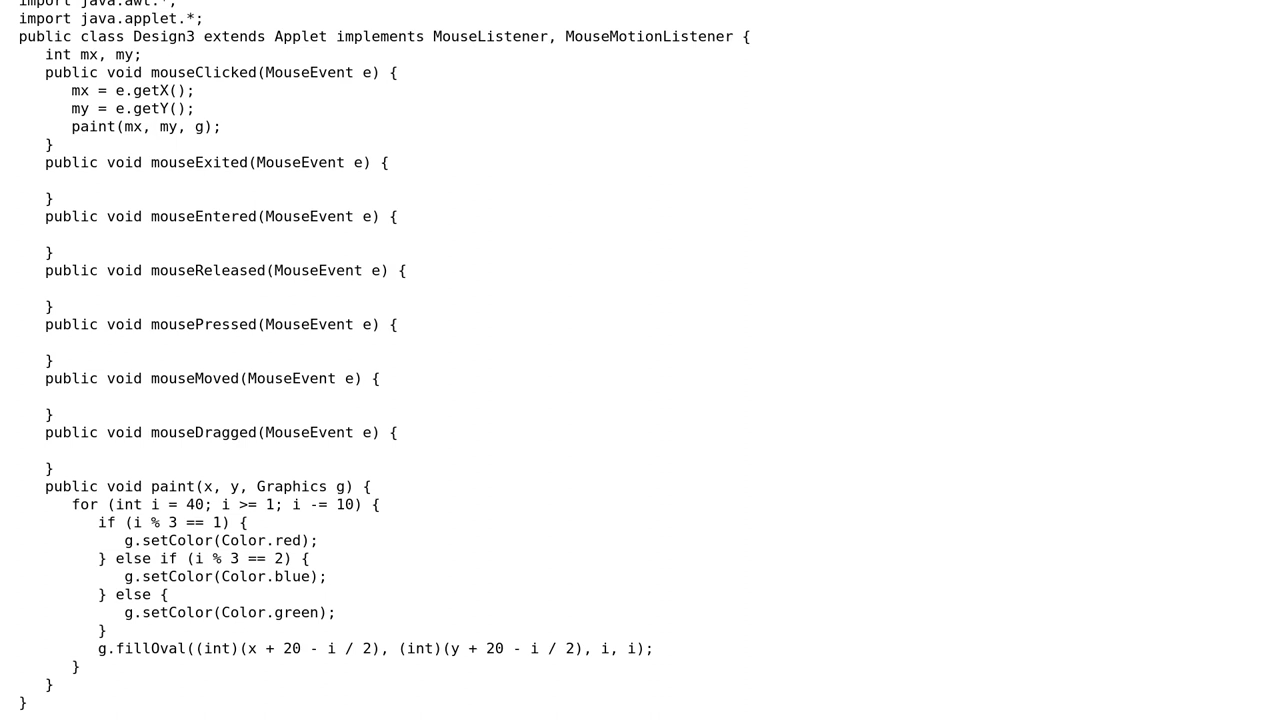 import java.awt.*;
import java.applet.*;
public class Design3 extends Applet implements MouseListener, MouseMotionListener {
   int mx, my;
   public void mouseClicked(MouseEvent e) {
      mx = e.getX();
      my = e.getY();
      paint(mx, my, g);
   }
   public void mouseExited(MouseEvent e) {

   }
   public void mouseEntered(MouseEvent e) {

   }
   public void mouseReleased(MouseEvent e) {

   }
   public void mousePressed(MouseEvent e) {

   }
   public void mouseMoved(MouseEvent e) {

   }
   public void mouseDragged(MouseEvent e) {

   }
   public void paint(x, y, Graphics g) {
      for (int i = 40; i >= 1; i -= 10) {
         if (i % 3 == 1) {
            g.setColor(Color.red);
         } else if (i % 3 == 2) {
            g.setColor(Color.blue);
         } else {
            g.setColor(Color.green);
         }
         g.fillOval((int)(x + 20 - i / 2), (int)(y + 20 - i / 2), i, i);
      }
   }
}